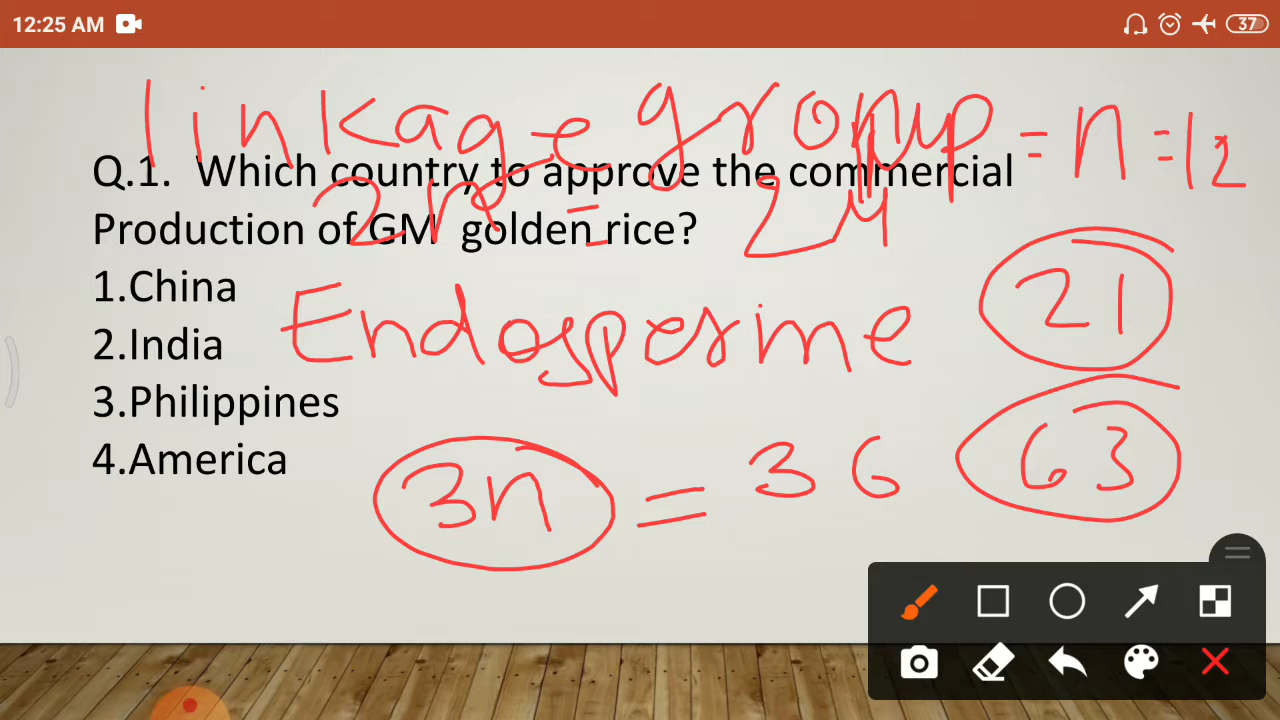 12:25 AM
37
linkage group = n = 12
Q.1. Which country to approve the commercial
2n = 24
Production of GM golden rice?
1.China
21
2.India
Endosperme
3.Philippines
63
4.America
3n = 36